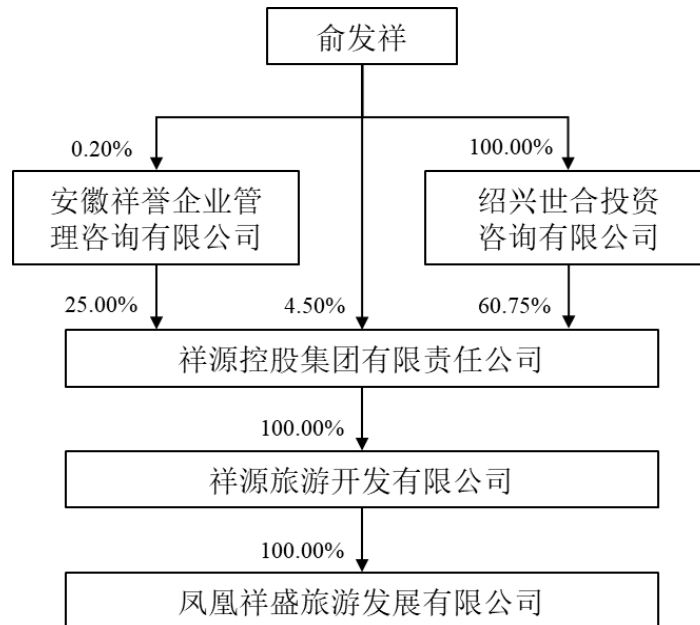 俞发祥
0.20%
100.00%
安徽祥誉企业管
理咨询有限公司
绍兴世合投资
咨询有限公司
25.00%
4.50%
60.75%
祥源控股集团有限责任公司
100.00%
祥源旅游开发有限公司
100.00%
凤凰祥盛旅游发展有限公司